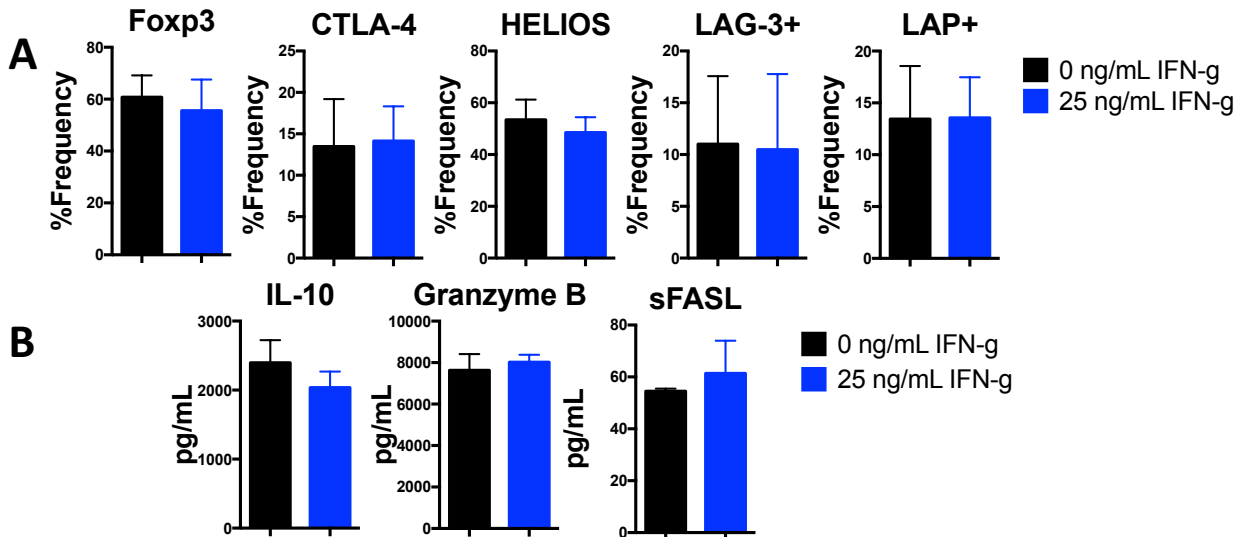 A
Foxp3
%Frequency
80
60
40
20
0
CTLA-4
%Frequency
25
20
15
10
5
0
HELIOS
%Frequency
80
60
40
20
0
LAG-3+
%Frequency
20
15
10
5
0
LAP+
%Frequency
20
15
10
5
0
0 ng/mL IFN-g
25 ng/mL IFN-g
B
IL-10
pg/mL
3000
2000
1000
0
Granzyme B
pg/mL
10000
8000
6000
4000
2000
0
sFASL
pg/mL
80
60
40
20
0
0 ng/mL IFN-g
25 ng/mL IFN-g